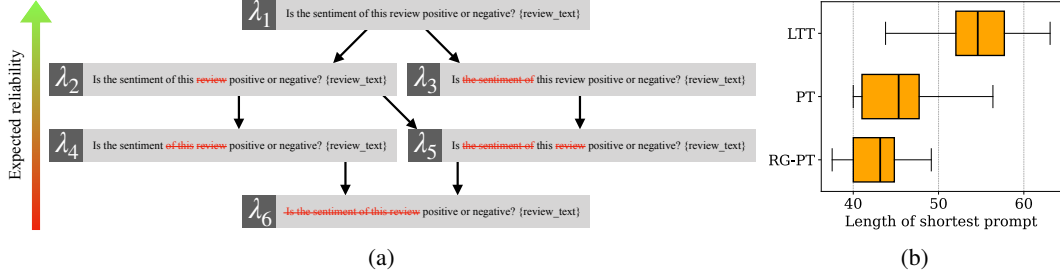 Expected reliability
λ1 Is the sentiment of this review positive or negative? {review_text}
λ2 Is the sentiment of this review positive or negative? {review_text}
λ3 Is the sentiment of this review positive or negative? {review_text}
λ4 Is the sentiment of this review positive or negative? {review_text}
λ5 Is the sentiment of this review positive or negative? {review_text}
λ6 Is the sentiment of this review positive or negative? {review_text}
(a)
LTT
PT
RG-PT
40 50 60
Length of shortest prompt
(b)